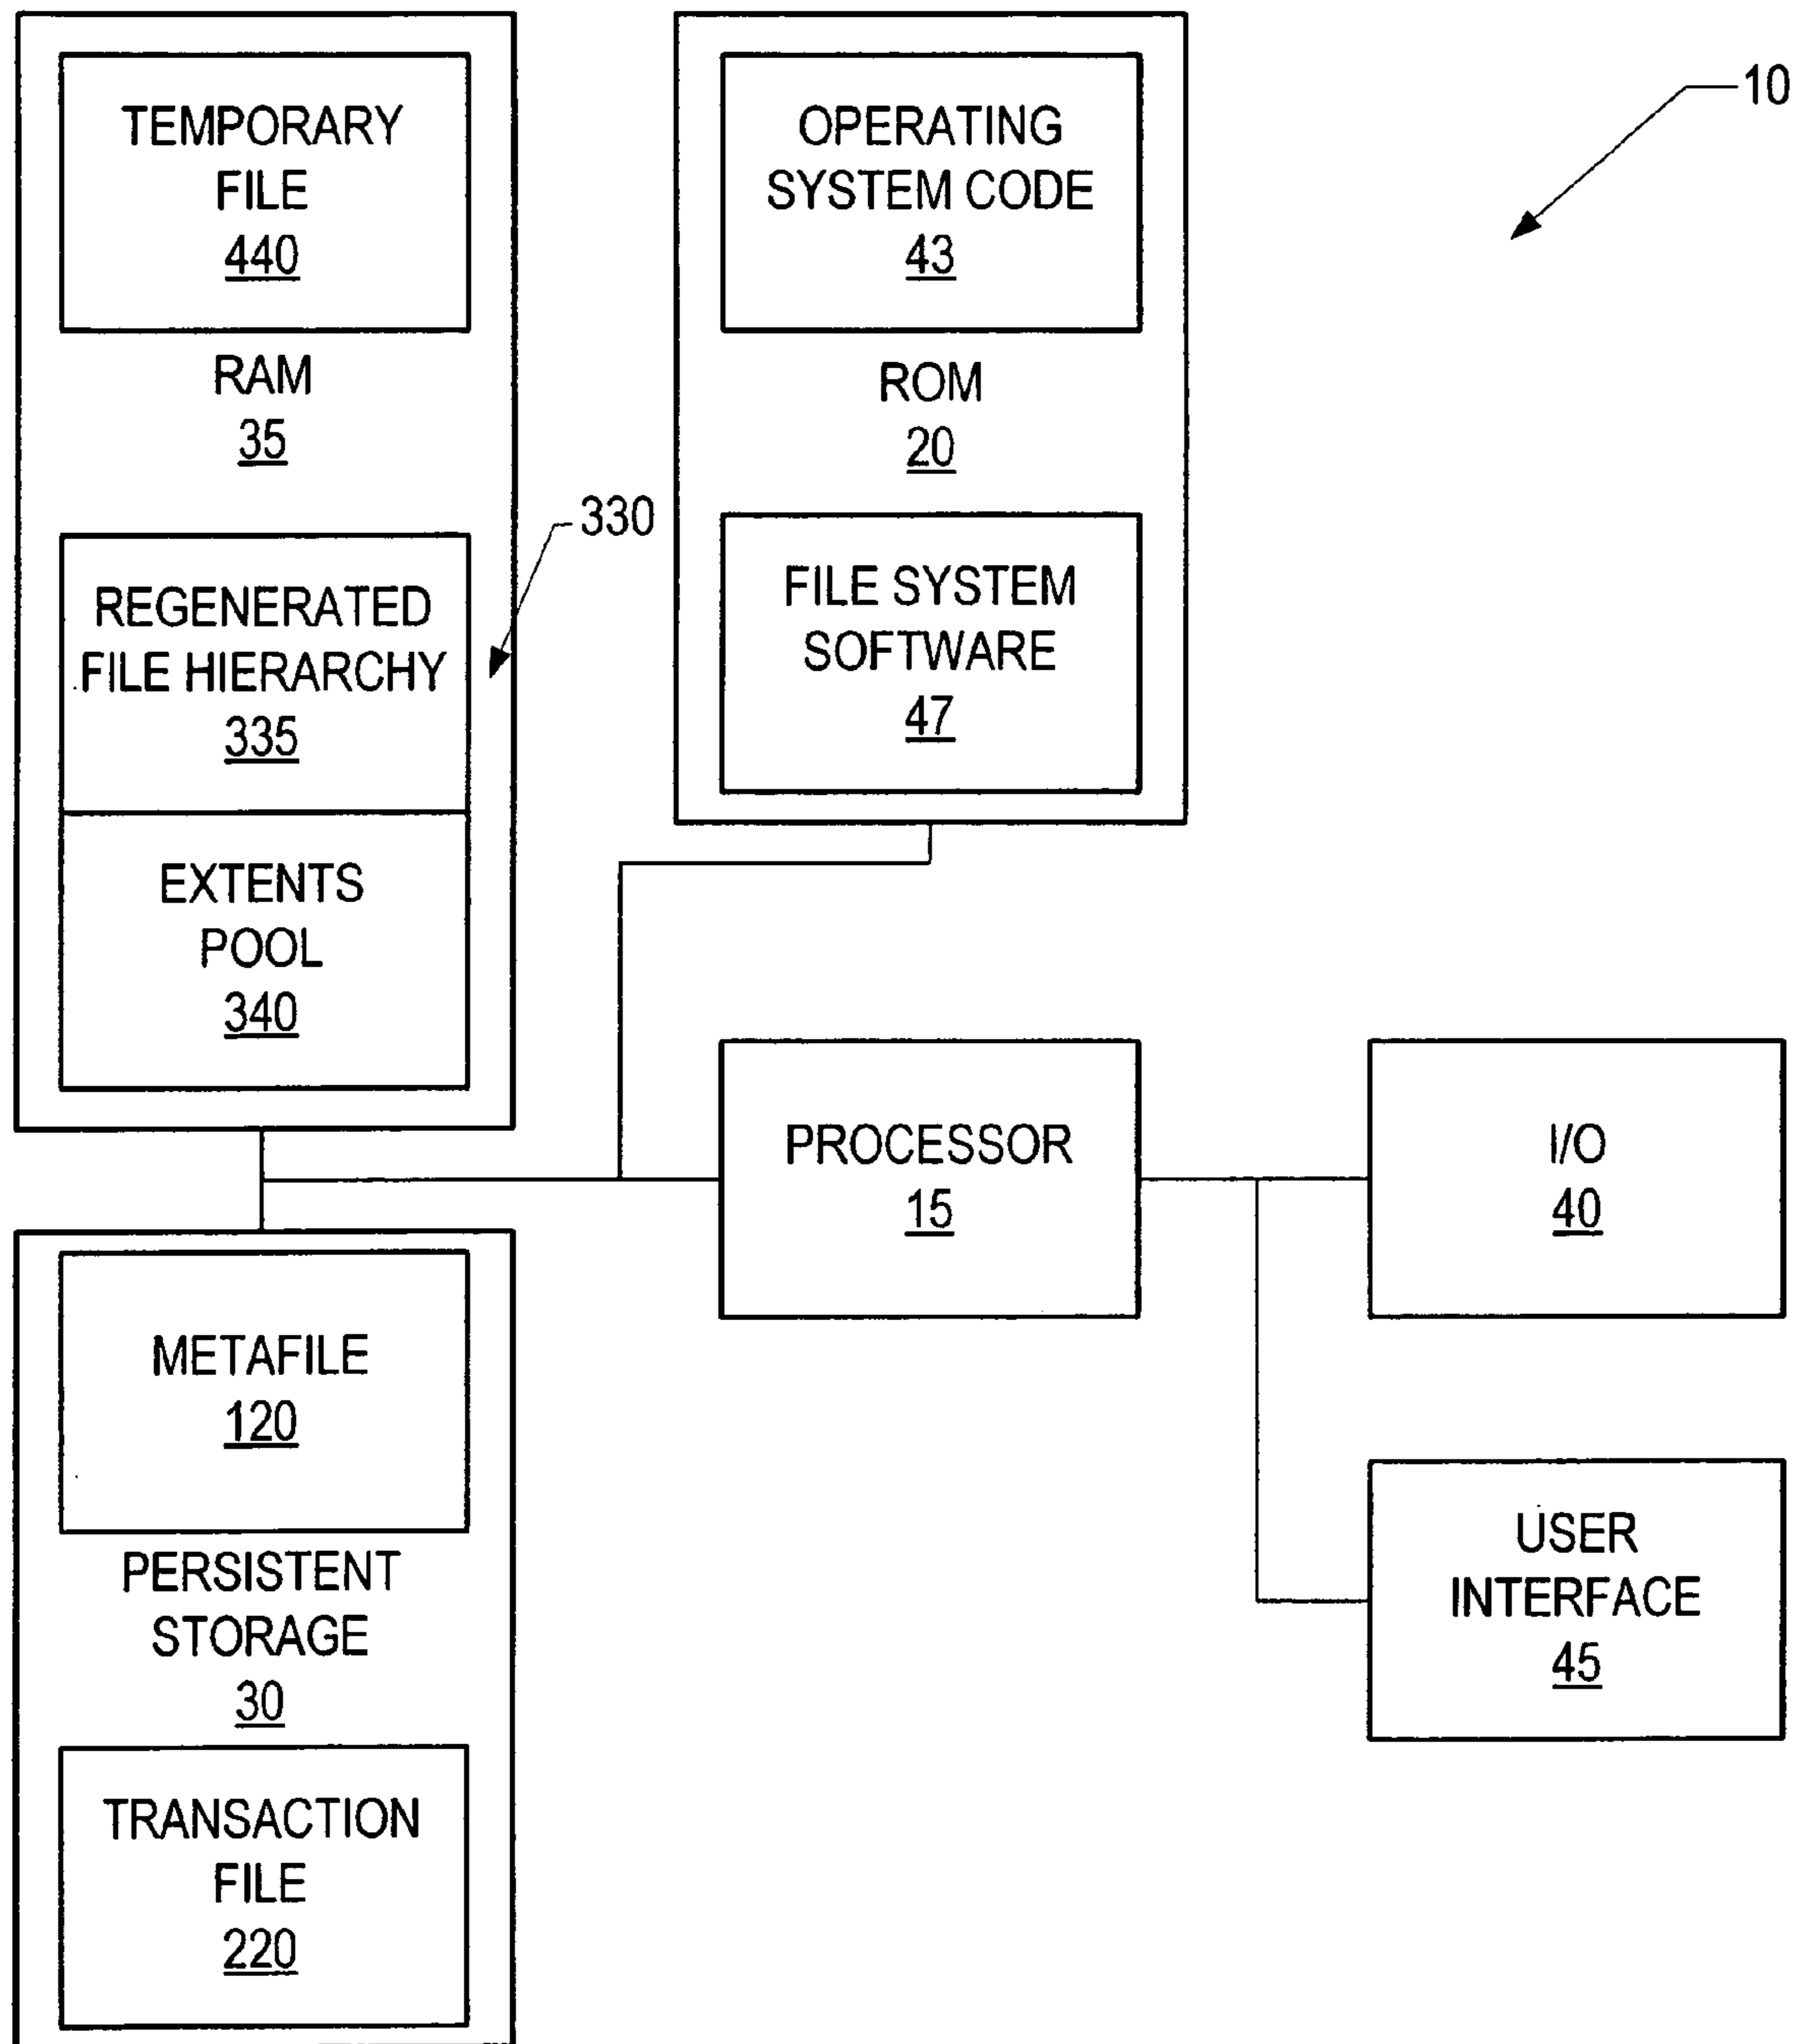 TEMPORARY
FILE
440
RAM
35
REGENERATED
FILE HIERARCHY
335
EXTENTS
POOL
340
330
OPERATING
SYSTEM CODE
43
ROM
20
FILE SYSTEM
SOFTWARE
47
10
PROCESSOR
15
I/O
40
METAFILE
120
PERSISTENT
STORAGE
30
TRANSACTION
FILE
220
USER
INTERFACE
45